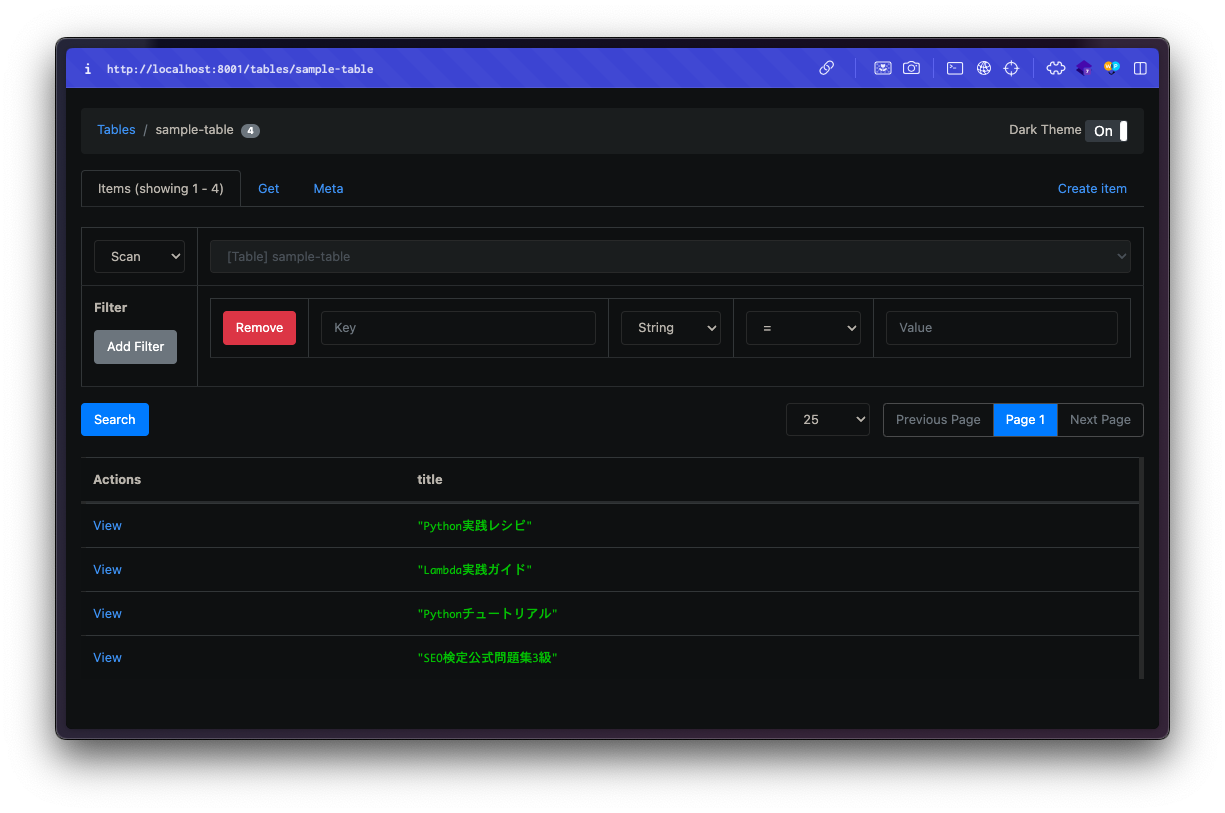 http://localhost:8001/tables/sample-table
Tables / sample-table 4
Dark Theme On
Items (showing 1 - 4) Get Meta Create item
Scan [Table] sample-table
Filter
Add Filter Remove Key String = Value
Search 25 Previous Page Page 1 Next Page
Actions title
View "Python実践レシピ"
View "Lambda実践ガイド"
View "Pythonチュートリアル"
View "SEO検定公式問題集3級"